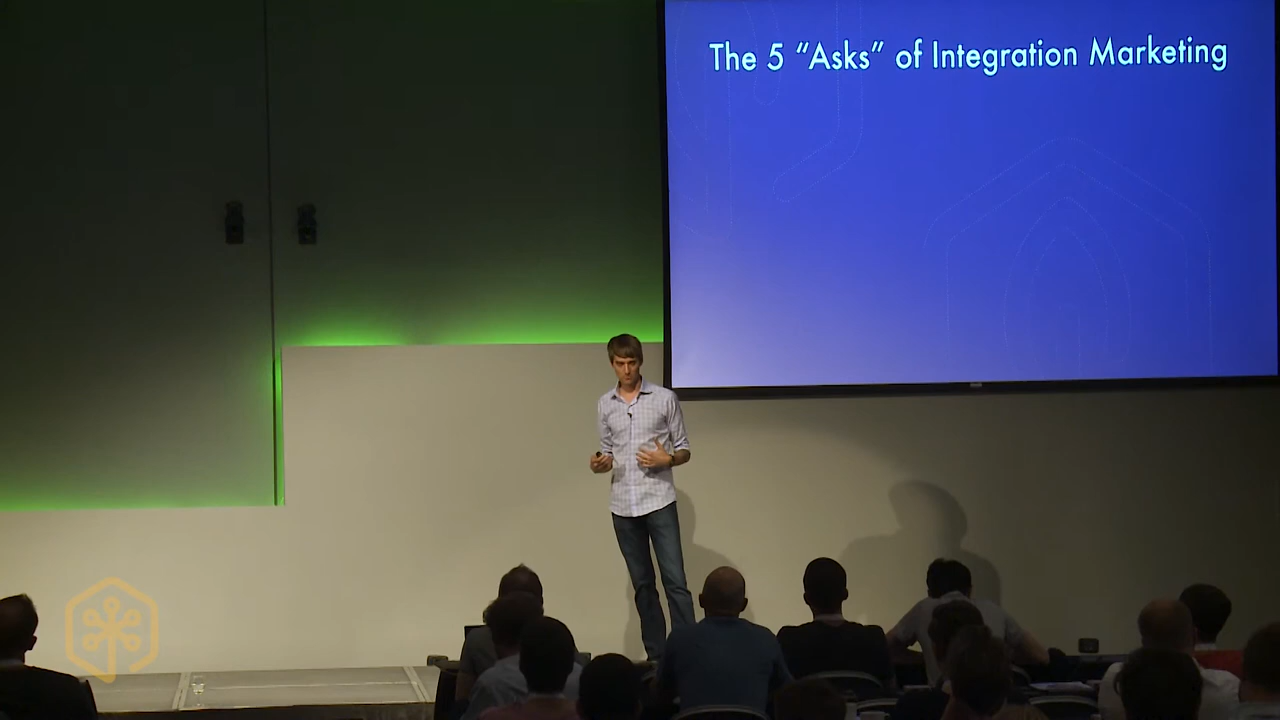 The 5 “Asks” of Integration Marketing